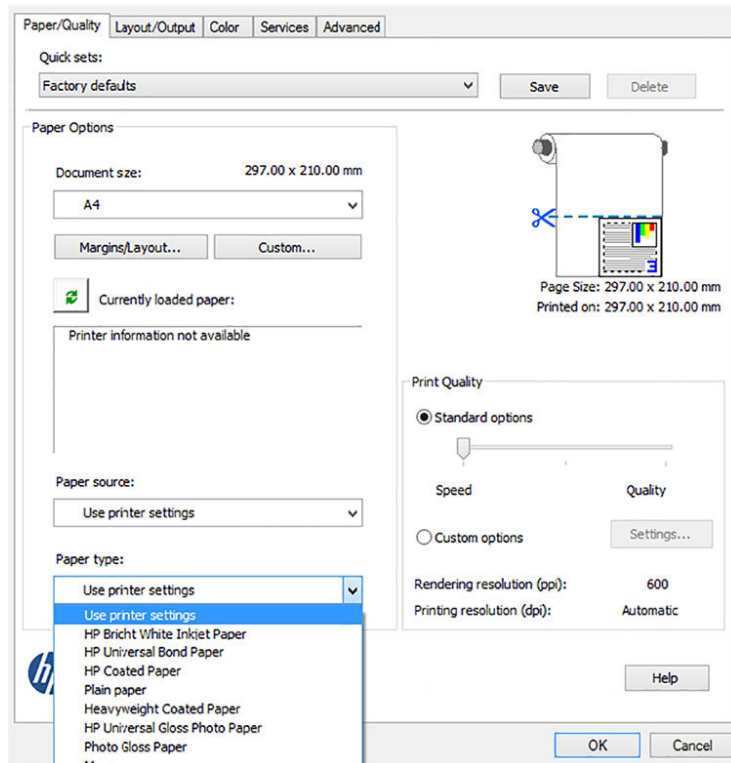 Paper/Quality Layout/Output Color Services Advanced
Quick sets:
Factory defaults Save Delete
Paper Options
Document size: 297.00 x 210.00 mm
A4
Margins/Layout... Custom...
Currently loaded paper:
Printer information not available
Page Size: 297.00 x 210.00 mm
Printed on: 297.00 x 210.00 mm
Print Quality
Standard options
Speed Quality
Custom options Settings...
Rendering resolution (ppi): 600
Printing resolution (dpi): Automatic
Paper source:
Use printer settings
Paper type:
Use printer settings
Use printer settings
HP Bricht White Inkjet Paper
HP Universal Bond Paper
HP Coated Paper
Plain paper
Heavyweight Coated Paper
HP Universal Gloss Photo Paper
Photo Gloss Paper
hp
Help
OK Cancel